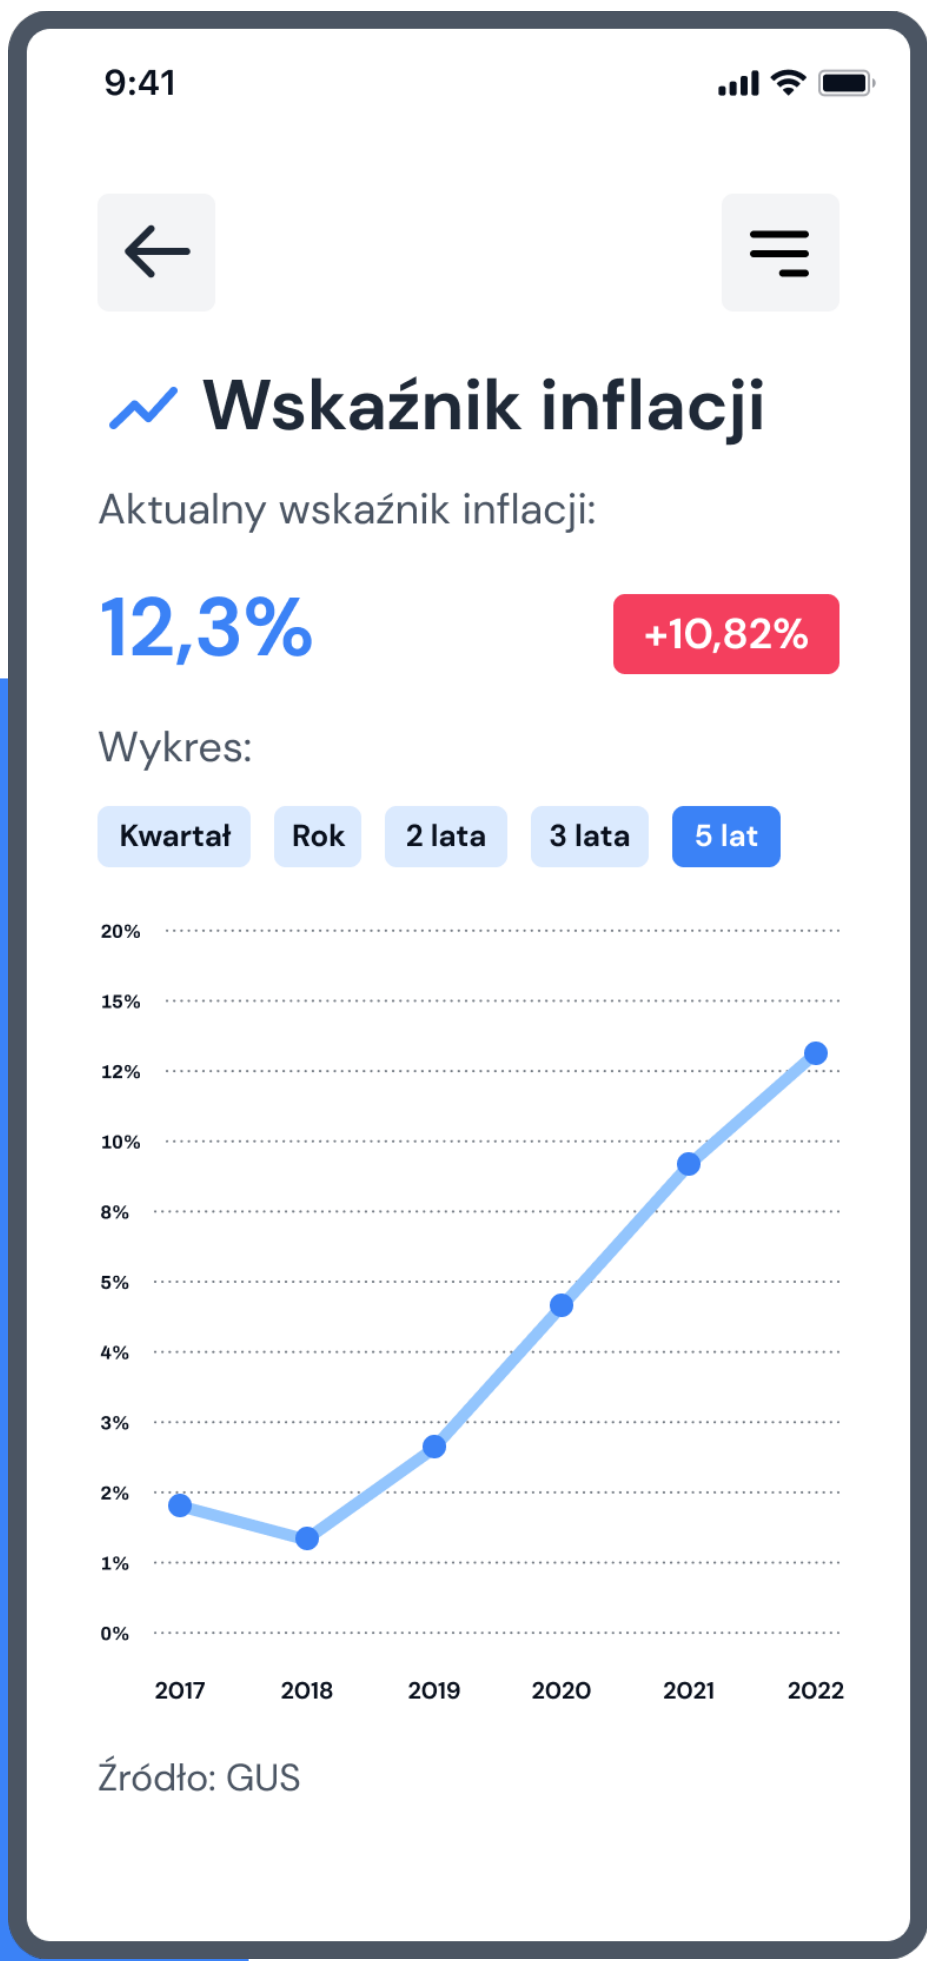 9:41
Wskaźnik inflacji
Aktualny wskaźnik inflacji:
12,3%
+10,82%
Wykres:
Kwartał Rok 2 lata 3 lata 5 lat
20%
15%
12%
10%
8%
5%
4%
3%
2%
1%
0%
2017 2018 2019 2020 2021 2022
Źródło: GUS